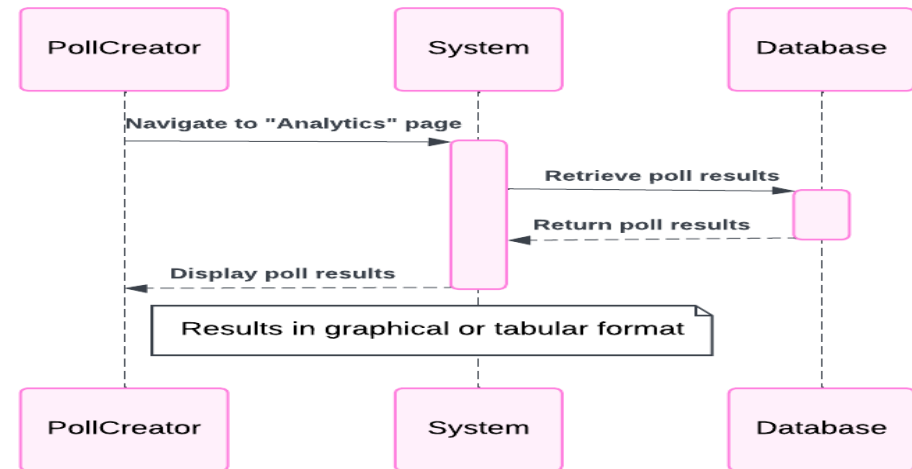 PollCreator
System
Database
Navigate to "Analytics" page
Retrieve poll results
Return poll results
Display poll results
Results in graphical or tabular format
PollCreator
System
Database